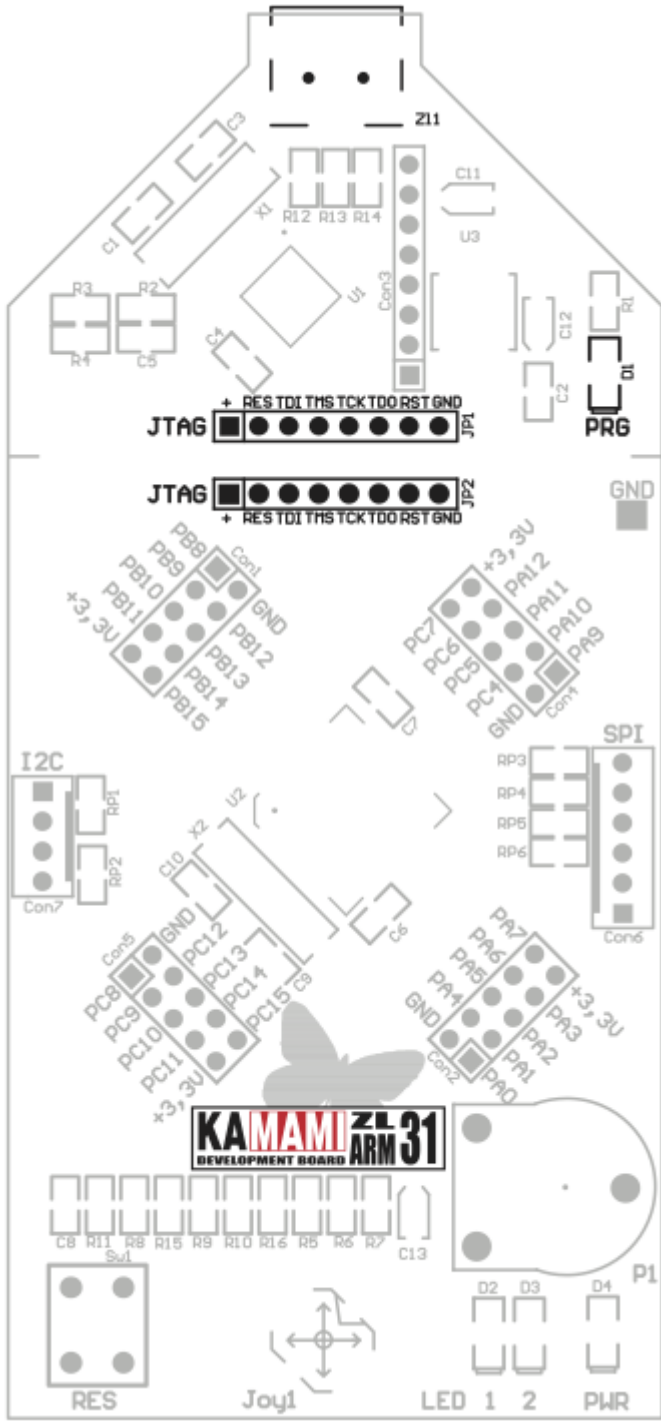 Zl1
C3
C1
X1
R12 R13 R14
C11
U3
U1
Con3
R3 R2
R4 C5
C4
C12
C2
R1
D1
PRG
+ RES TDI TMS TCK TDO RST GND
JTAG JP1
JTAG JP2
+ RES TDI TMS TCK TDO RST GND
GND
PB8
PB9
PB10
PB11
+3,3V
Con1
GND
PB12
PB13
PB14
PB15
+3,3V
PA12
PA11
PA10
PA9
PC7
PC6
PC5
PC4
GND
Con4
C7
I2C
RP1
RP2
Con7
SPI
RP3
RP4
RP5
RP6
Con6
U2
X2
C10
C6
C9
Con5
GND
PC12
PC13
PC14
PC15
PC8
PC9
PC10
PC11
+3,3V
PA7
PA6
PA5
PA4
GND
+3,3V
PA3
PA2
PA1
PA0
Con2
KAMAMI ZL
DEVELOPMENT BOARD ARM 31
C8 R11 R8 R15 R9 R10 R16 R5 R6 R7 C13
Sw1
P1
D2 D3 D4
RES Joy1 LED 1 2 PWR